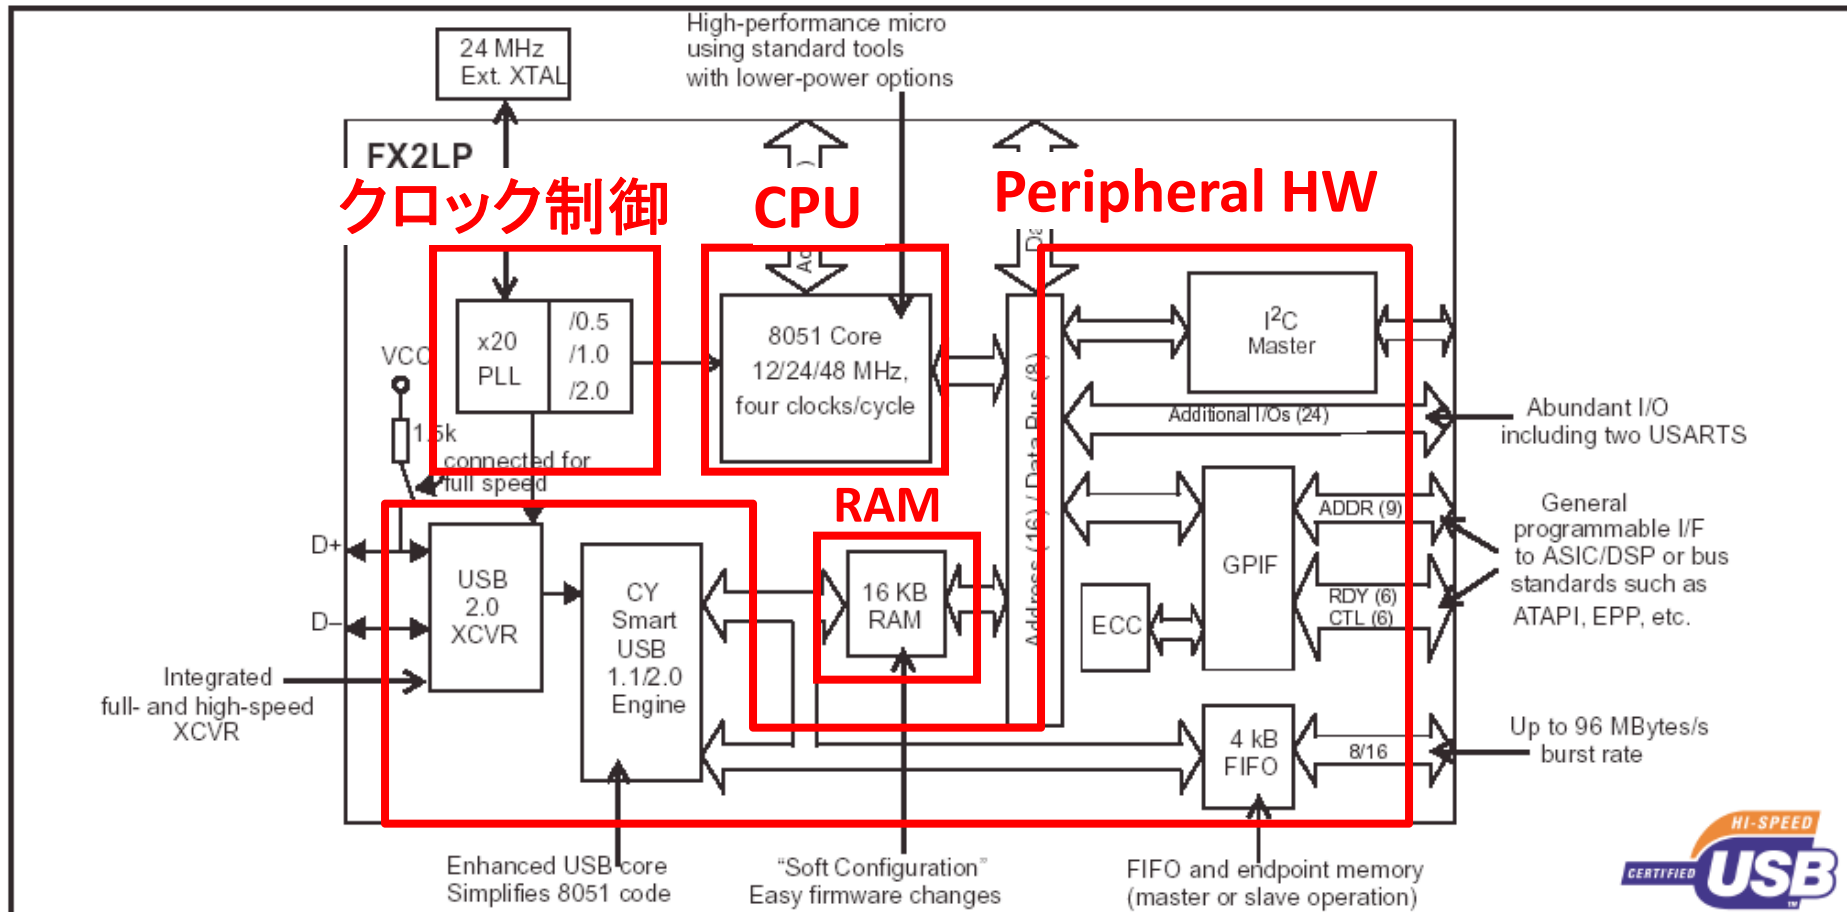 High-performance micro
using standard tools
with lower-power options
24 MHz
Ext. XTAL
FX2LP
クロック制御
CPU
Peripheral HW
x20
PLL
/0.5
/1.0
/2.0
VCC
1.5k
connected for
full speed
8051 Core
12/24/48 MHz,
four clocks/cycle
Address (16) / Data Bus (8)
I²C
Master
Additional I/Os (24)
Abundant I/O
including two USARTS
RAM
16 KB
RAM
D+
D–
USB
2.0
XCVR
CY
Smart
USB
1.1/2.0
Engine
GPIF
ECC
ADDR (9)
RDY (6)
CTL (6)
General
programmable I/F
to ASIC/DSP or bus
standards such as
ATAPI, EPP, etc.
Integrated
full- and high-speed
XCVR
4 kB
FIFO
8/16
Up to 96 MBytes/s
burst rate
Enhanced USB core
Simplifies 8051 code
“Soft Configuration”
Easy firmware changes
FIFO and endpoint memory
(master or slave operation)
HI-SPEED
CERTIFIED
USB